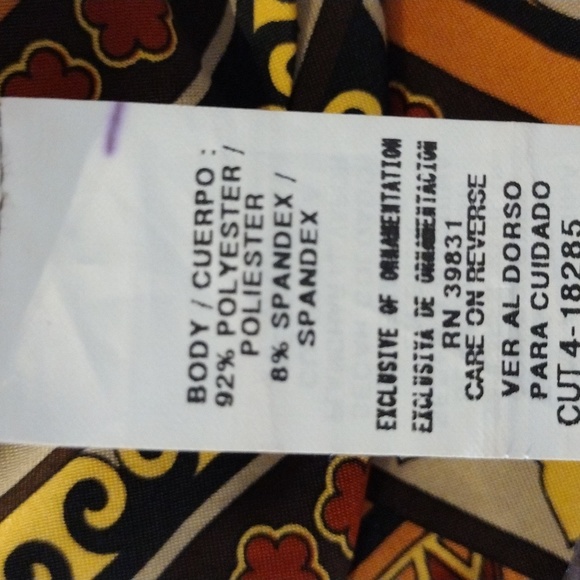 BODY / CUERPO :
92% POLYESTER /
POLIESTER
8% SPANDEX /
SPANDEX
EXCLUSIVE OF ORNAMENTATION
EXCLUSIVA DE ORNAMENTACION
RN 39831
CARE ON REVERSE
VER AL DORSO
PARA CUIDADO
CUT 4-18285